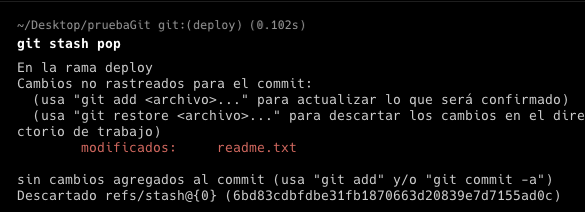 ~/Desktop/pruebaGit git:(deploy) (0.102s)
git stash pop
En la rama deploy
Cambios no rastreados para el commit:
  (usa "git add <archivo>..." para actualizar lo que será confirmado)
  (usa "git restore <archivo>..." para descartar los cambios en el dire
ctorio de trabajo)
        modificados:     readme.txt

sin cambios agregados al commit (usa "git add" y/o "git commit -a")
Descartado refs/stash@{0} (6bd83cdbfdbe31fb1870663d20839e7d7155ad0c)